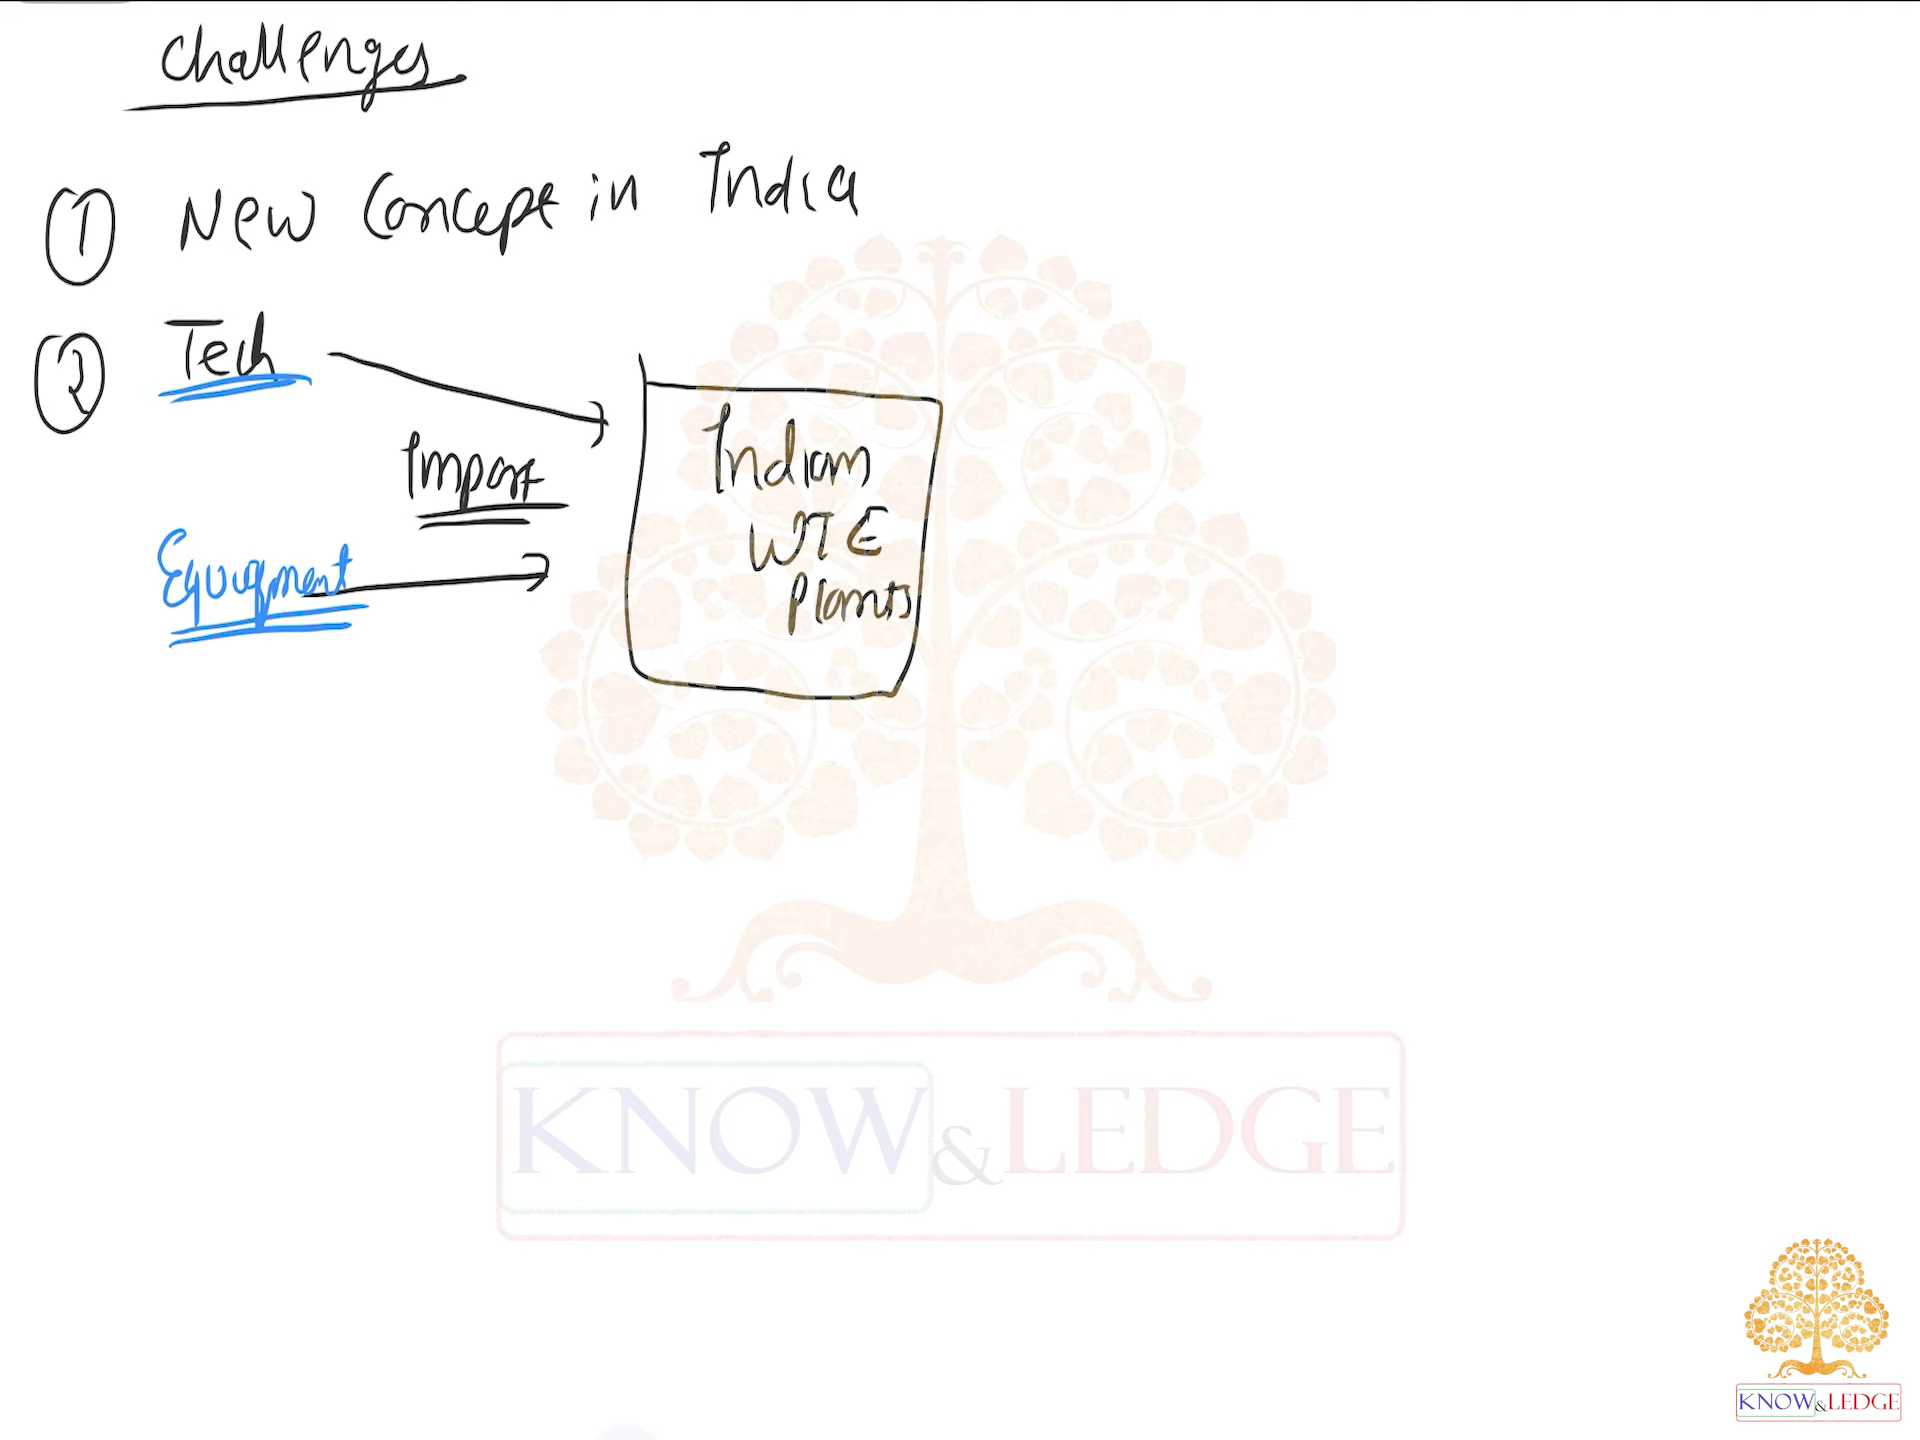 Challenges
① New Concept in India
② Tech
Import
Equipment
Indian
WTE
Plants
KNOW&LEDGE
KNOW&LEDGE